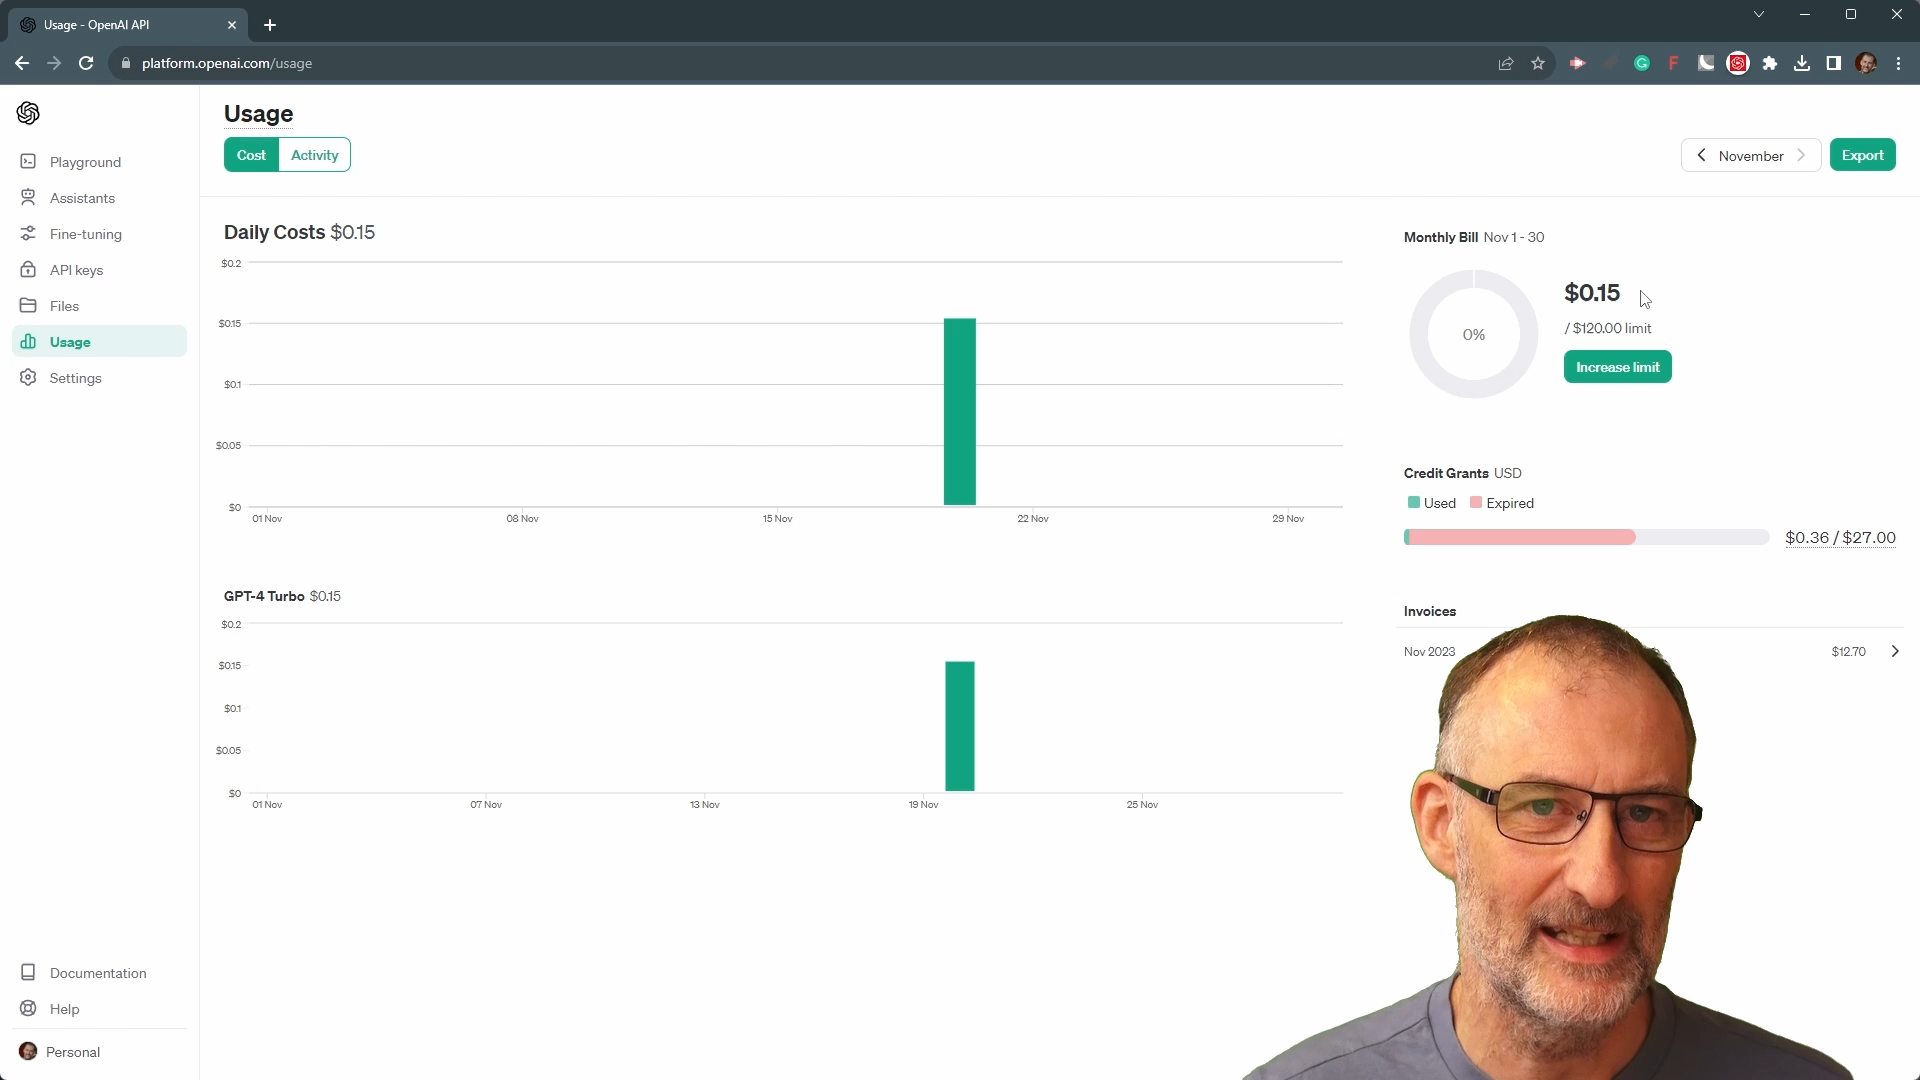 Usage - OpenAI API
platform.openai.com/usage
Usage
Cost Activity
November
Export
Playground
Assistants
Fine-tuning
API keys
Files
Usage
Settings
Documentation
Help
Personal
Daily Costs $0.15
$0.2
$0.15
$0.1
$0.05
$0
01 Nov 08 Nov 15 Nov 22 Nov 29 Nov
GPT-4 Turbo $0.15
$0.2
$0.15
$0.1
$0.05
$0
01 Nov 07 Nov 13 Nov 19 Nov 25 Nov
Monthly Bill Nov 1 - 30
0%
$0.15
/ $120.00 limit
Increase limit
Credit Grants USD
Used Expired
$0.36 / $27.00
Invoices
Nov 2023 $12.70